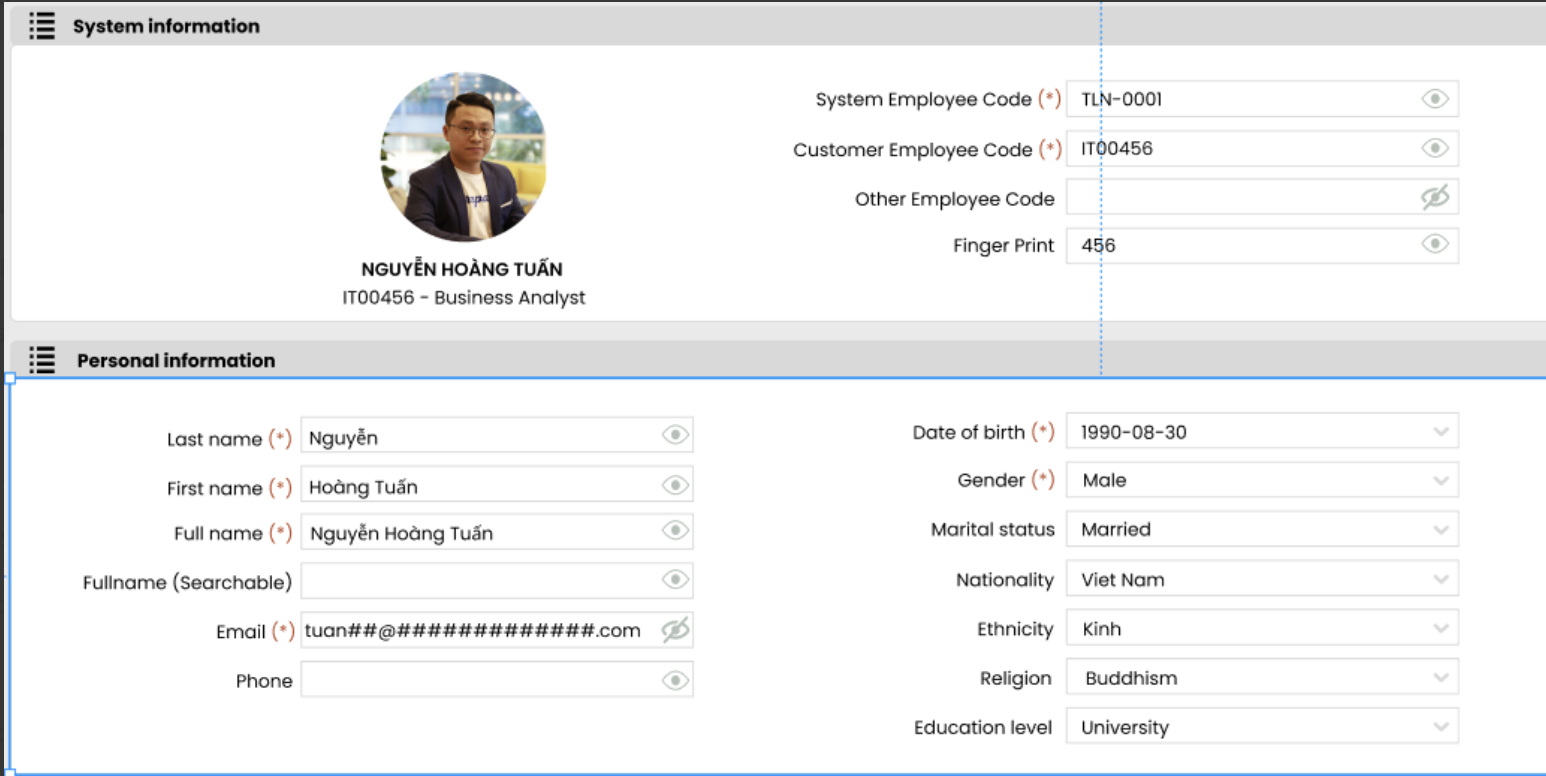 System information
System Employee Code (*) TLN-0001
Customer Employee Code (*) IT00456
Other Employee Code
Finger Print 456
NGUYỄN HOÀNG TUẤN
IT00456 - Business Analyst
Personal information
Last name (*) Nguyễn
First name (*) Hoàng Tuấn
Full name (*) Nguyễn Hoàng Tuấn
Fullname (Searchable)
Email (*) tuan##@#############.com
Phone
Date of birth (*) 1990-08-30
Gender (*) Male
Marital status Married
Nationality Viet Nam
Ethnicity Kinh
Religion Buddhism
Education level University